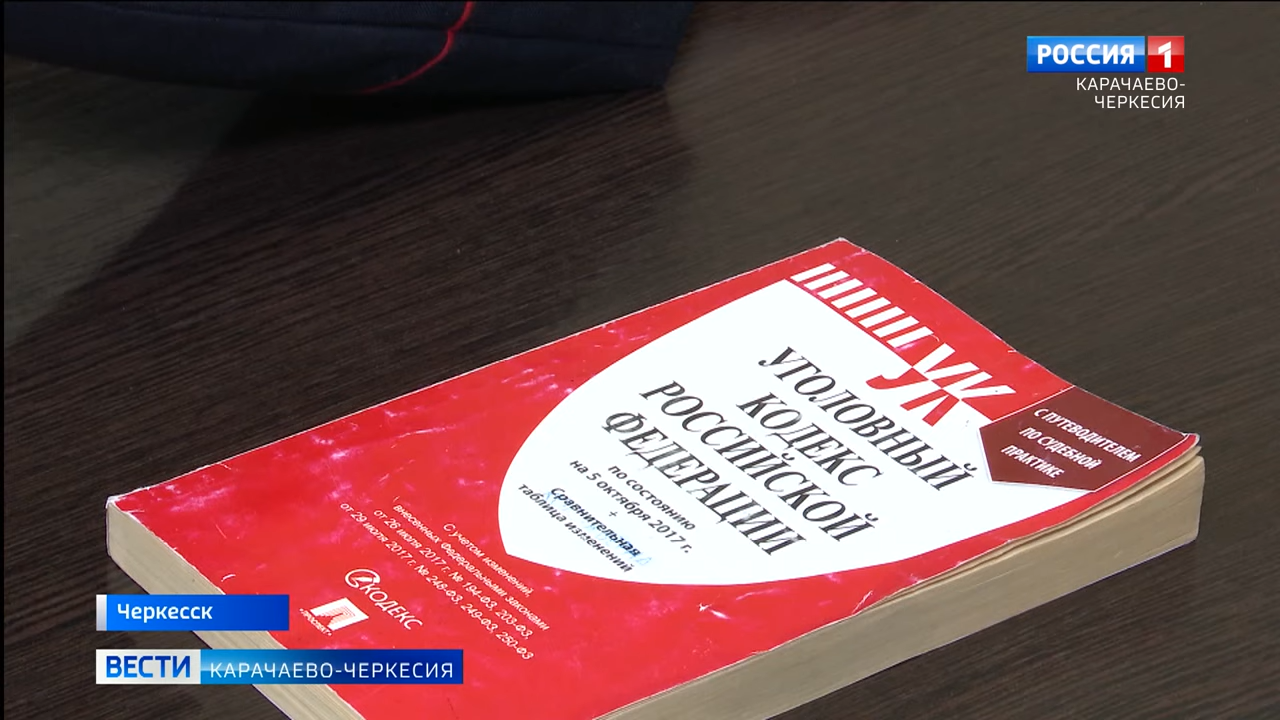 РОССИЯ 1
КАРАЧАЕВО-
ЧЕРКЕСИЯ
УК
С ПУТЕВОДИТЕЛЕМ
ПО СУДЕБНОЙ
ПРАКТИКЕ
УГОЛОВНЫЙ
КОДЕКС
РОССИЙСКОЙ
ФЕДЕРАЦИИ
по состоянию
на 5 октября 2017 г.
+
Сравнительная
таблица изменений
С учетом изменений,
внесенных Федеральными законами
от 26 июля 2017 г. № 194-ФЗ, 203-ФЗ,
от 29 июля 2017 г. № 248-ФЗ, 249-ФЗ, 250-ФЗ
КОДЕКС
"ПРОСПЕКТ"
Черкесск
ВЕСТИ КАРАЧАЕВО-ЧЕРКЕСИЯ